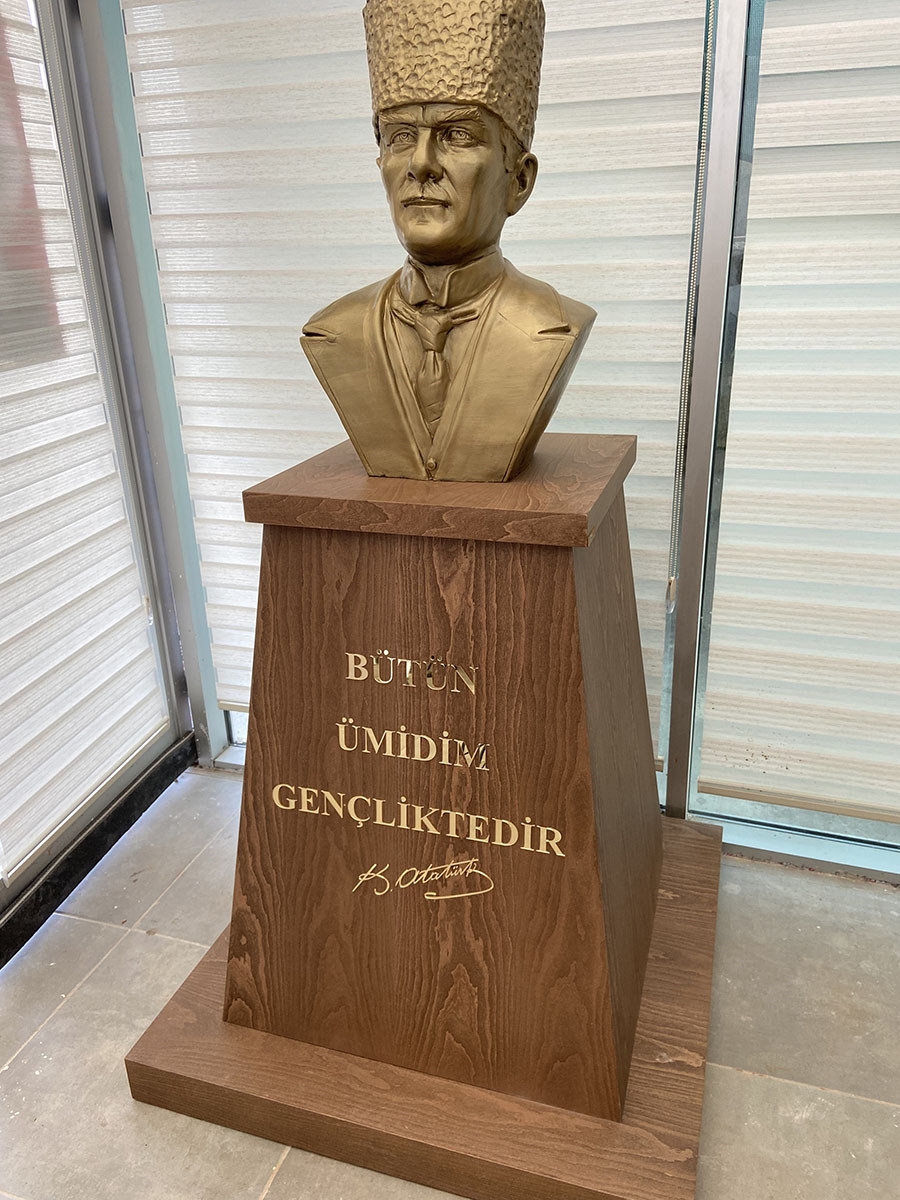 BÜTÜN
ÜMİDİM
GENÇLİKTEDİR
K. Atatürk